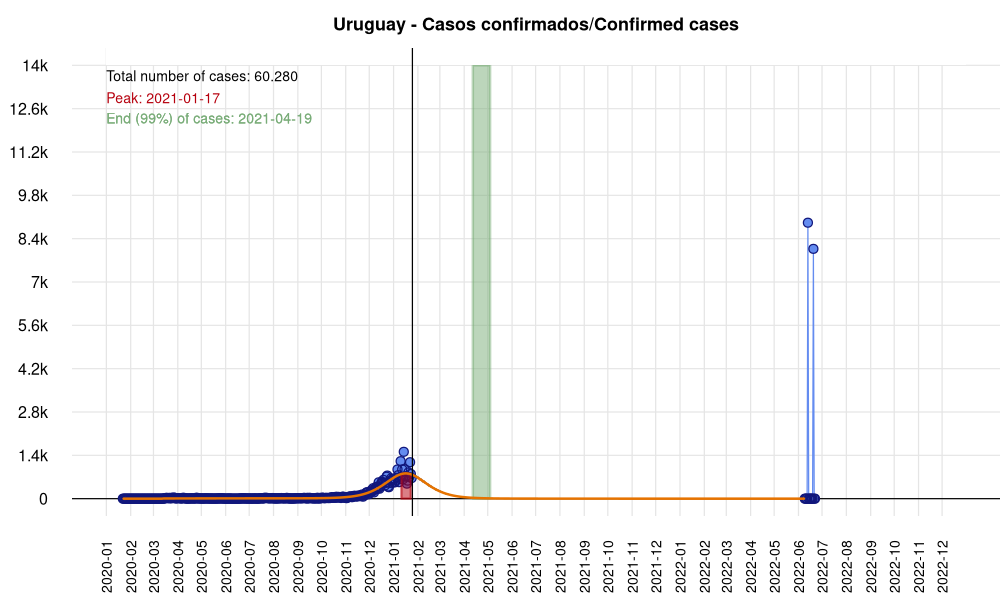 Uruguay - Casos confirmados/Confirmed cases
Total number of cases: 60.280
Peak: 2021-01-17
End (99%) of cases: 2021-04-19
14k
12.6k
11.2k
9.8k
8.4k
7k
5.6k
4.2k
2.8k
1.4k
0
2020-01
2020-02
2020-03
2020-04
2020-05
2020-06
2020-07
2020-08
2020-09
2020-10
2020-11
2020-12
2021-01
2021-02
2021-03
2021-04
2021-05
2021-06
2021-07
2021-08
2021-09
2021-10
2021-11
2021-12
2022-01
2022-02
2022-03
2022-04
2022-05
2022-06
2022-07
2022-08
2022-09
2022-10
2022-11
2022-12